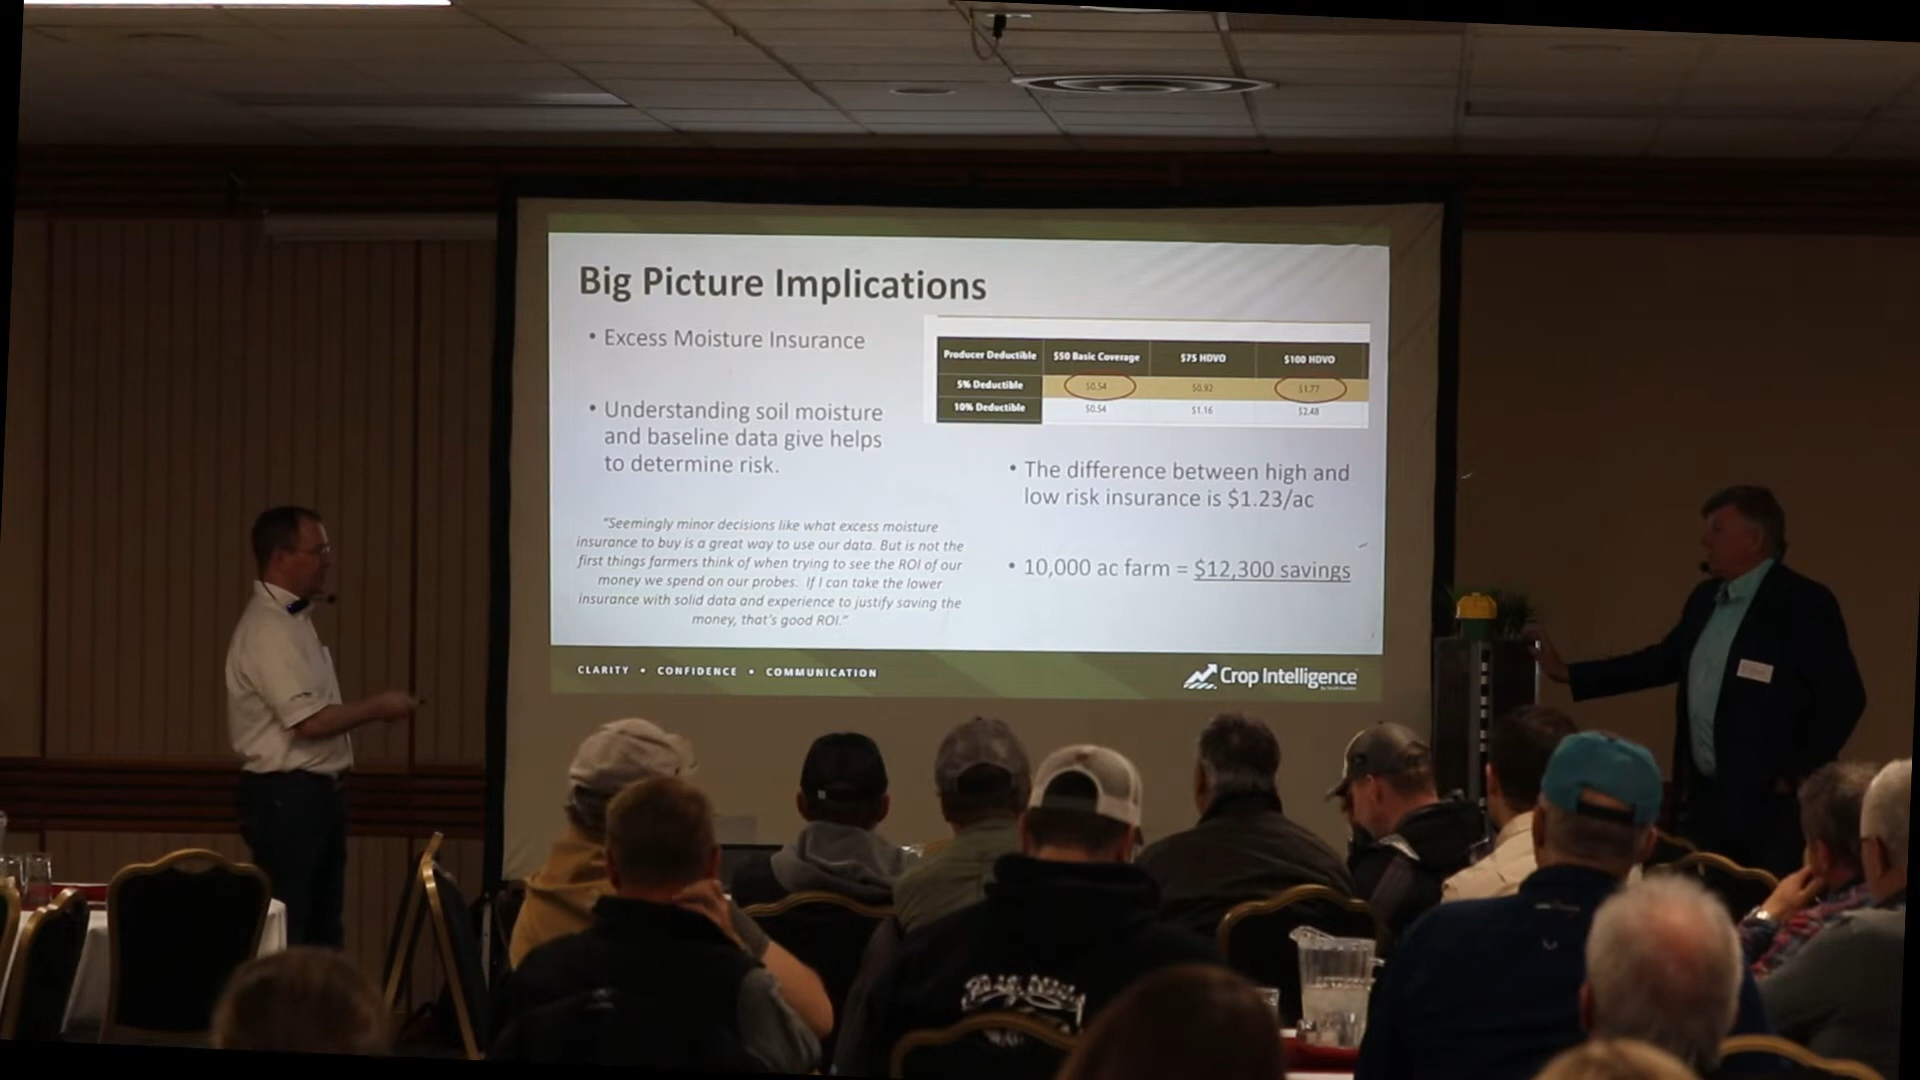 Big Picture Implications
• Excess Moisture Insurance
• Understanding soil moisture
and baseline data give helps
to determine risk.
"Seemingly minor decisions like what excess moisture
insurance to buy is a great way to use our data. But is not the
first things farmers think of when trying to see the ROI of our
money we spend on our probes. If I can take the lower
insurance with solid data and experience to justify saving the
money, that's good ROI."
Producer Deductible $50 Basic Coverage $75 HDVO $100 HDVO
5% Deductible $0.54 $0.92 $1.77
10% Deductible $0.54 $1.16 $2.48
• The difference between high and
low risk insurance is $1.23/ac
• 10,000 ac farm = $12,300 savings
CLARITY • CONFIDENCE • COMMUNICATION
Crop Intelligence